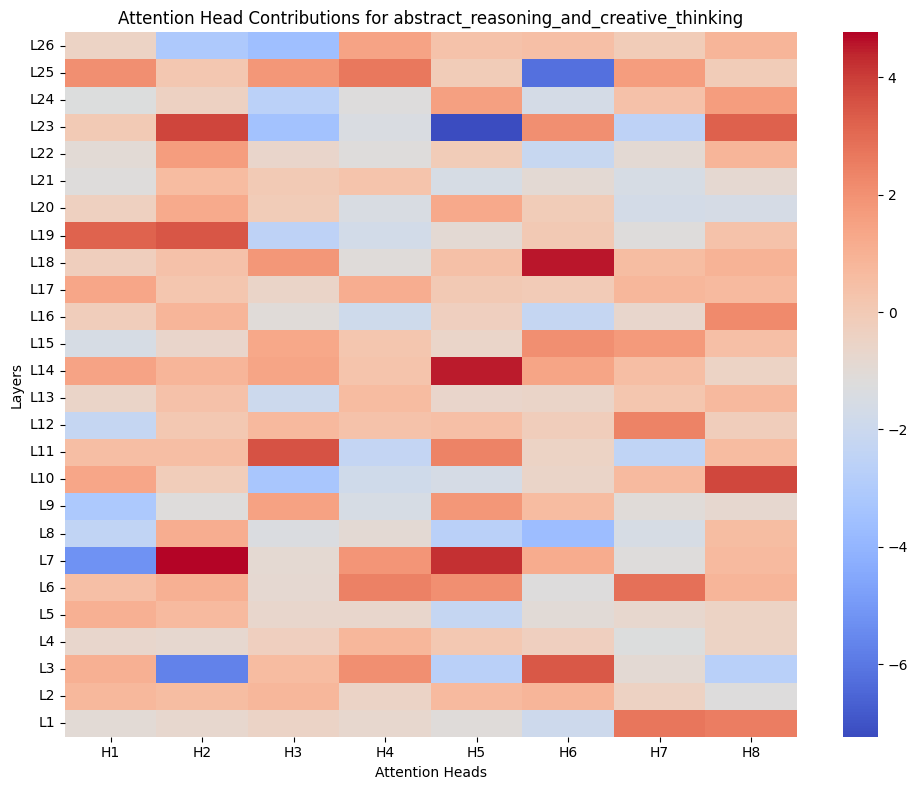 Attention Head Contributions for abstract_reasoning_and_creative_thinking
L26
L25
L24
L23
L22
L21
L20
L19
L18
L17
L16
L15
L14
L13
L12
L11
L10
L9
L8
L7
L6
L5
L4
L3
L2
L1
Layers
H1 H2 H3 H4 H5 H6 H7 H8
Attention Heads
4
2
0
−2
−4
−6